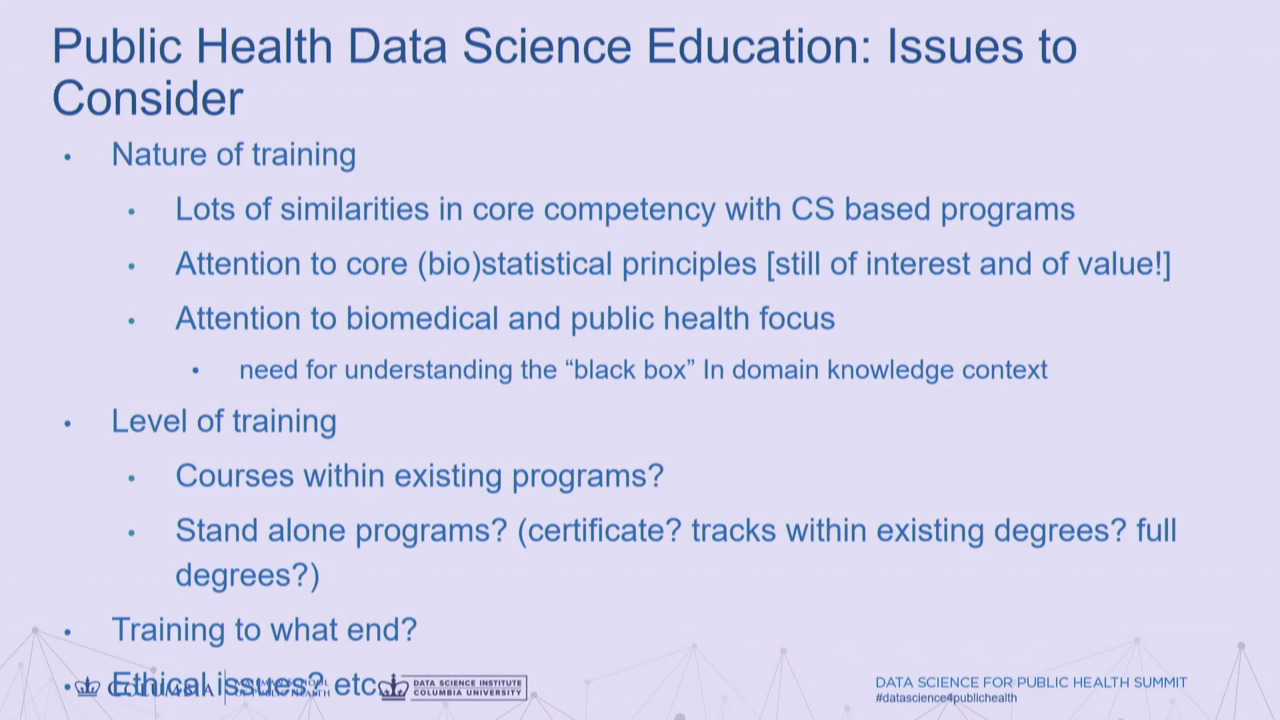 Public Health Data Science Education: Issues to
Consider
• Nature of training
• Lots of similarities in core competency with CS based programs
• Attention to core (bio)statistical principles [still of interest and of value!]
• Attention to biomedical and public health focus
• need for understanding the “black box” In domain knowledge context
• Level of training
• Courses within existing programs?
• Stand alone programs? (certificate? tracks within existing degrees? full
degrees?)
• Training to what end?
• Ethical issues? etc
COLUMBIA
DATA SCIENCE INSTITUTE
COLUMBIA UNIVERSITY
DATA SCIENCE FOR PUBLIC HEALTH SUMMIT
#datascience4publichealth